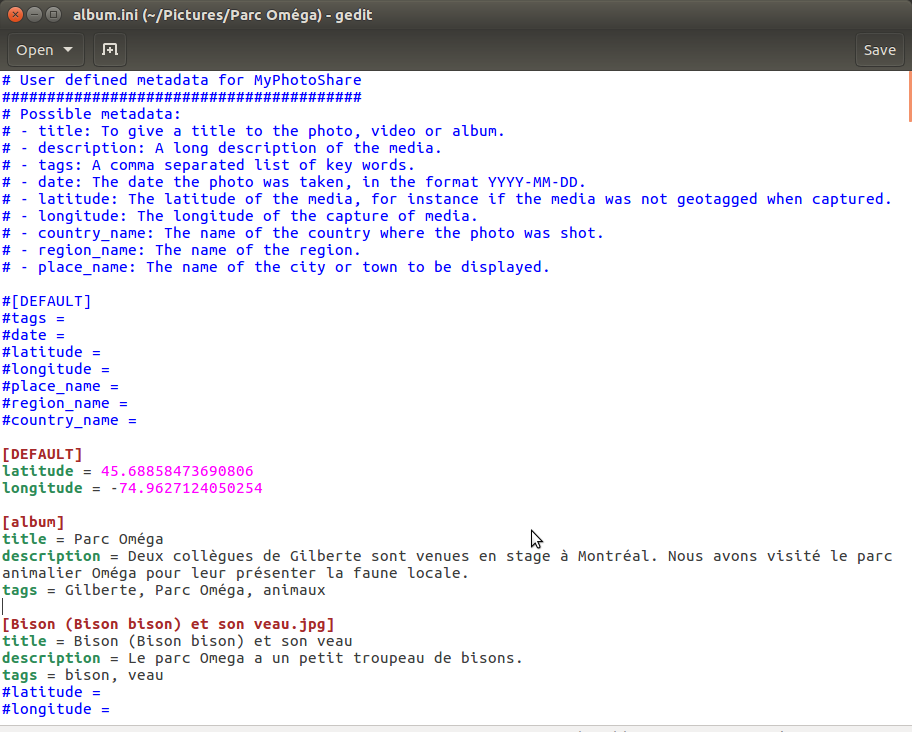 album.ini (~/Pictures/Parc Oméga) - gedit
Open
Save
# User defined metadata for MyPhotoShare
########################################
# Possible metadata:
# - title: To give a title to the photo, video or album.
# - description: A long description of the media.
# - tags: A comma separated list of key words.
# - date: The date the photo was taken, in the format YYYY-MM-DD.
# - latitude: The latitude of the media, for instance if the media was not geotagged when captured.
# - longitude: The longitude of the capture of media.
# - country_name: The name of the country where the photo was shot.
# - region_name: The name of the region.
# - place_name: The name of the city or town to be displayed.
#[DEFAULT]
#tags =
#date =
#latitude =
#longitude =
#place_name =
#region_name =
#country_name =
[DEFAULT]
latitude = 45.68858473690806
longitude = -74.9627124050254
[album]
title = Parc Oméga
description = Deux collègues de Gilberte sont venues en stage à Montréal. Nous avons visité le parc
animalier Oméga pour leur présenter la faune locale.
tags = Gilberte, Parc Oméga, animaux
[Bison (Bison bison) et son veau.jpg]
title = Bison (Bison bison) et son veau
description = Le parc Omega a un petit troupeau de bisons.
tags = bison, veau
#latitude =
#longitude =